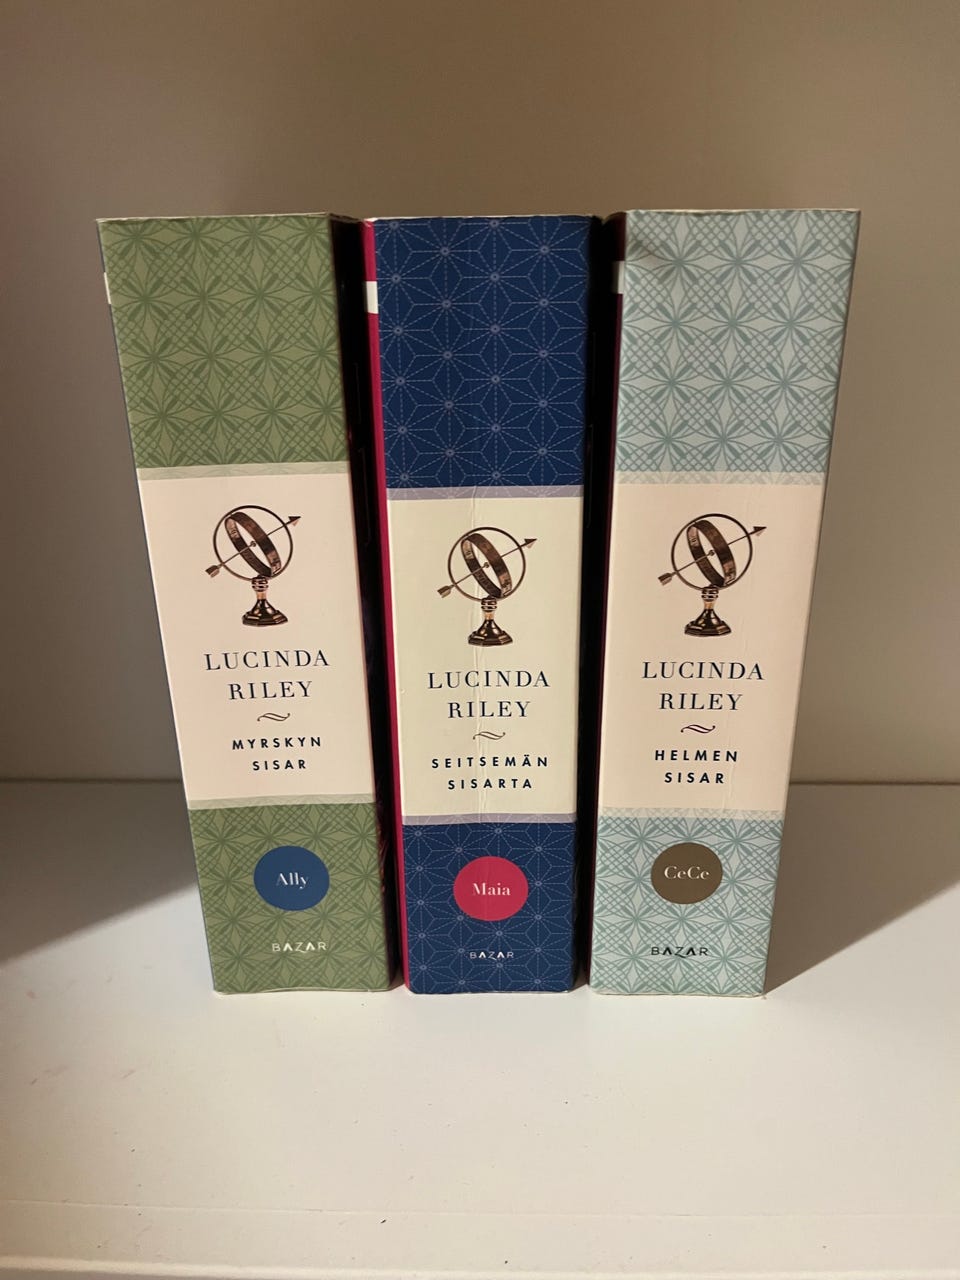 LUCINDA
RILEY
MYRSKYN
SISAR
Ally
BAZAR
LUCINDA
RILEY
SEITSEMÄN
SISARTA
Maia
BAZAR
LUCINDA
RILEY
HELMEN
SISAR
CeCe
BAZAR